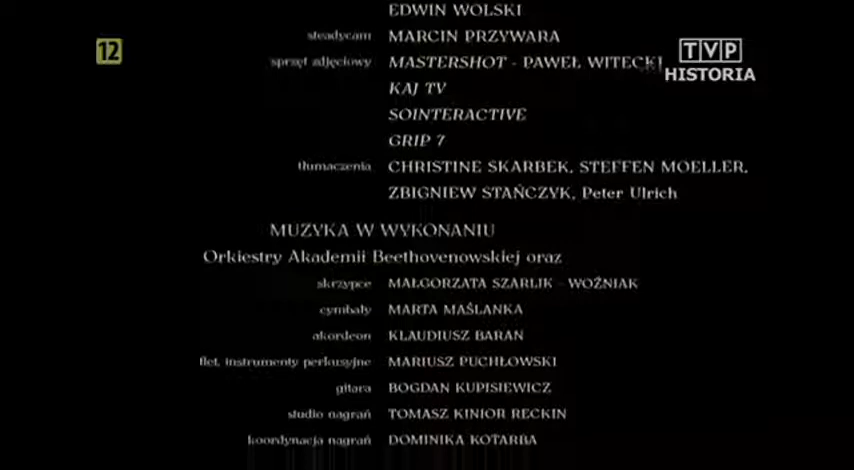 EDWIN WOLSKI
12
steadycam MARCIN PRZYWARA
TVP
HISTORIA
sprzęt zdjęciowy MASTERSHOT - PAWEŁ WITECKI
KAJ TV
SOINTERACTIVE
GRIP 7
tłumaczenia CHRISTINE SKARBEK, STEFFEN MOELLER,
ZBIGNIEW STAŃCZYK, Peter Ulrich
MUZYKA W WYKONANIU
Orkiestry Akademii Beethovenowskiej oraz
skrzypce MAŁGORZATA SZARLIK - WOŹNIAK
cymbały MARTA MAŚLANKA
akordeon KLAUDIUSZ BARAN
flet, instrumenty perkusyjne MARIUSZ PUCHŁOWSKI
gitara BOGDAN KUPISIEWICZ
studio nagrań TOMASZ KINIOR RECKIN
koordynacja nagrań DOMINIKA KOTARBA